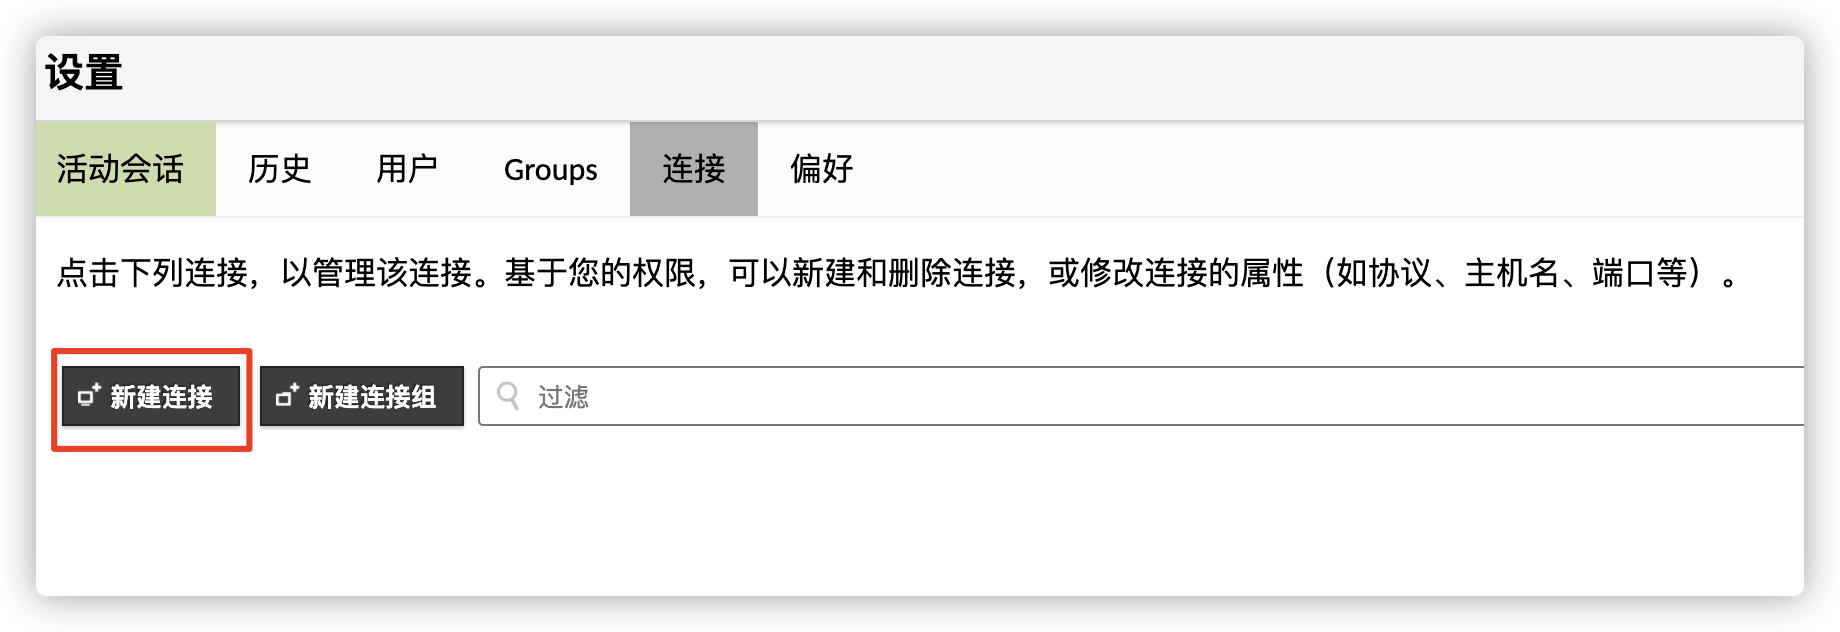 设置
活动会话 历史 用户 Groups 连接 偏好
点击下列连接，以管理该连接。基于您的权限，可以新建和删除连接，或修改连接的属性（如协议、主机名、端口等）。
新建连接 新建连接组 过滤